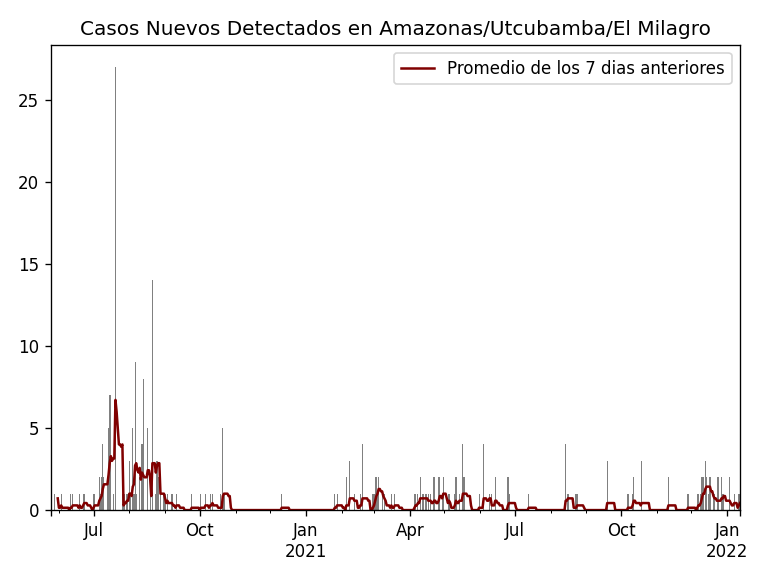 Casos Nuevos Detectados en Amazonas/Utcubamba/El Milagro
Promedio de los 7 dias anteriores
25
20
15
10
5
0
Jul Oct Jan Apr Jul Oct Jan
2021 2022